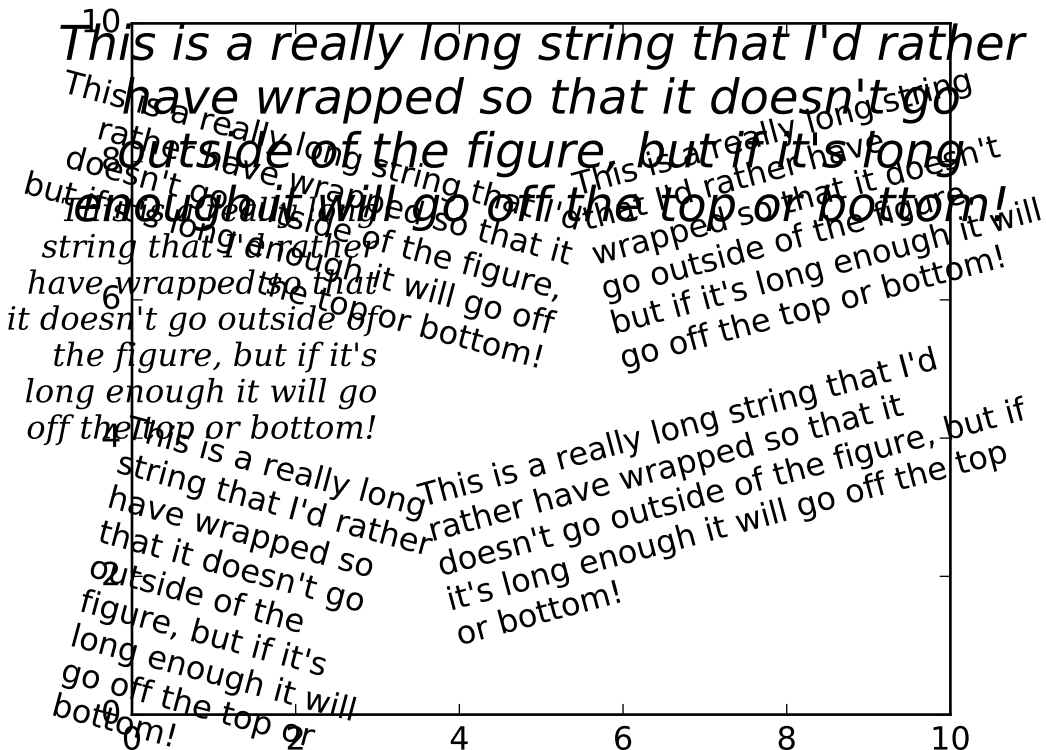 This is a really long string that I'd rather
have wrapped so that it doesn't go
outside of the figure, but if it's long
enough it will go off the top or bottom!
This is a really long string that I'd
rather have wrapped so that it
doesn't go outside of the figure,
but if it's long enough it will go off
the top or bottom!
This is a really long string
that I'd rather have
wrapped so that it doesn't
go outside of the figure,
but if it's long enough it will
go off the top or bottom!
This is a really long
string that I'd rather
have wrapped so that
it doesn't go outside of
the figure, but if it's
long enough it will go
off the top or bottom!
This is a really long
string that I'd rather
have wrapped so
that it doesn't go
outside of the
figure, but if it's
long enough it will
go off the top or
bottom!
This is a really long string that I'd
rather have wrapped so that it
doesn't go outside of the figure, but if
it's long enough it will go off the top
or bottom!
10
8
6
4
2
0
0 2 4 6 8 10